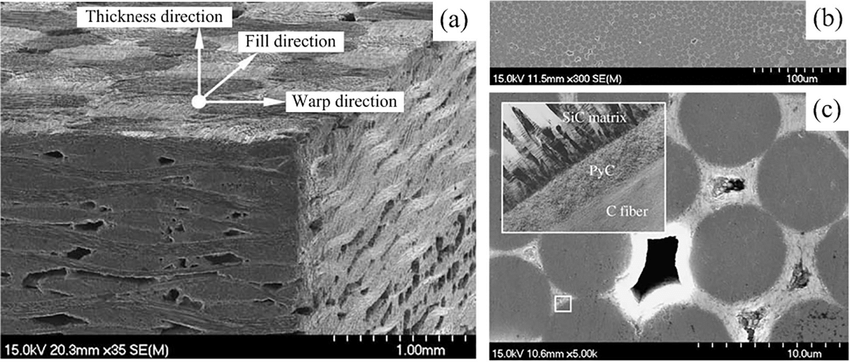 (a)
Thickness direction
Fill direction
Warp direction
15.0kV 20.3mm x35 SE(M)
1.00mm
(b)
15.0kV 11.5mm x300 SE(M)
100um
(c)
SiC matrix
PyC
C fiber
15.0kV 10.6mm x5.00k
10.0um